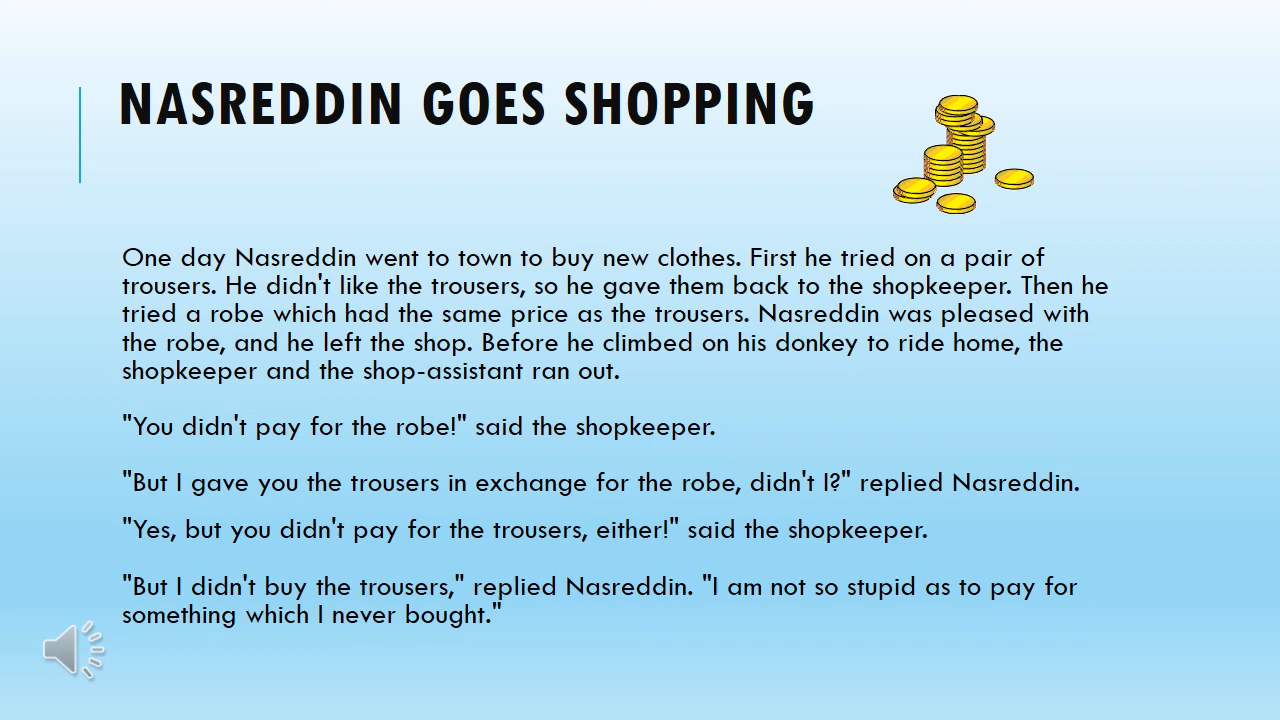 NASREDDIN GOES SHOPPING
One day Nasreddin went to town to buy new clothes. First he tried on a pair of
trousers. He didn't like the trousers, so he gave them back to the shopkeeper. Then he
tried a robe which had the same price as the trousers. Nasreddin was pleased with
the robe, and he left the shop. Before he climbed on his donkey to ride home, the
shopkeeper and the shop-assistant ran out.
"You didn't pay for the robe!" said the shopkeeper.
"But I gave you the trousers in exchange for the robe, didn't I?" replied Nasreddin.
"Yes, but you didn't pay for the trousers, either!" said the shopkeeper.
"But I didn't buy the trousers," replied Nasreddin. "I am not so stupid as to pay for
something which I never bought."